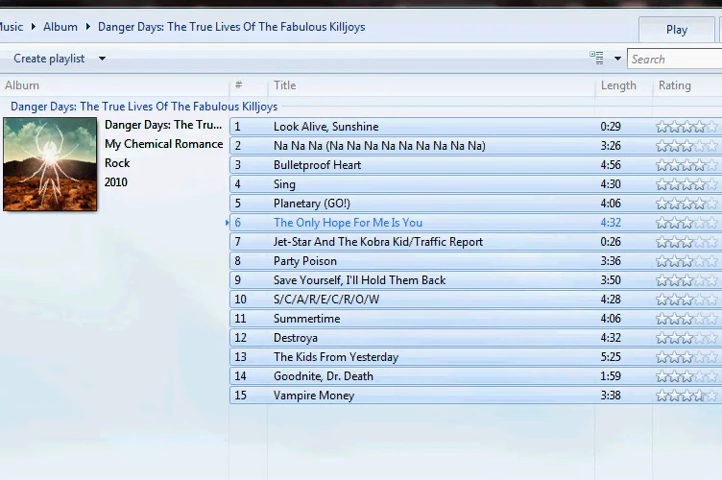 Music ▸ Album ▸ Danger Days: The True Lives Of The Fabulous Killjoys
Play
Create playlist
Search
Album # Title Length Rating
Danger Days: The True Lives Of The Fabulous Killjoys
Danger Days: The Tru...
My Chemical Romance
Rock
2010
1 Look Alive, Sunshine 0:29
2 Na Na Na (Na Na Na Na Na Na Na Na Na) 3:26
3 Bulletproof Heart 4:56
4 Sing 4:30
5 Planetary (GO!) 4:06
6 The Only Hope For Me Is You 4:32
7 Jet-Star And The Kobra Kid/Traffic Report 0:26
8 Party Poison 3:36
9 Save Yourself, I'll Hold Them Back 3:50
10 S/C/A/R/E/C/R/O/W 4:28
11 Summertime 4:06
12 Destroya 4:32
13 The Kids From Yesterday 5:25
14 Goodnite, Dr. Death 1:59
15 Vampire Money 3:38